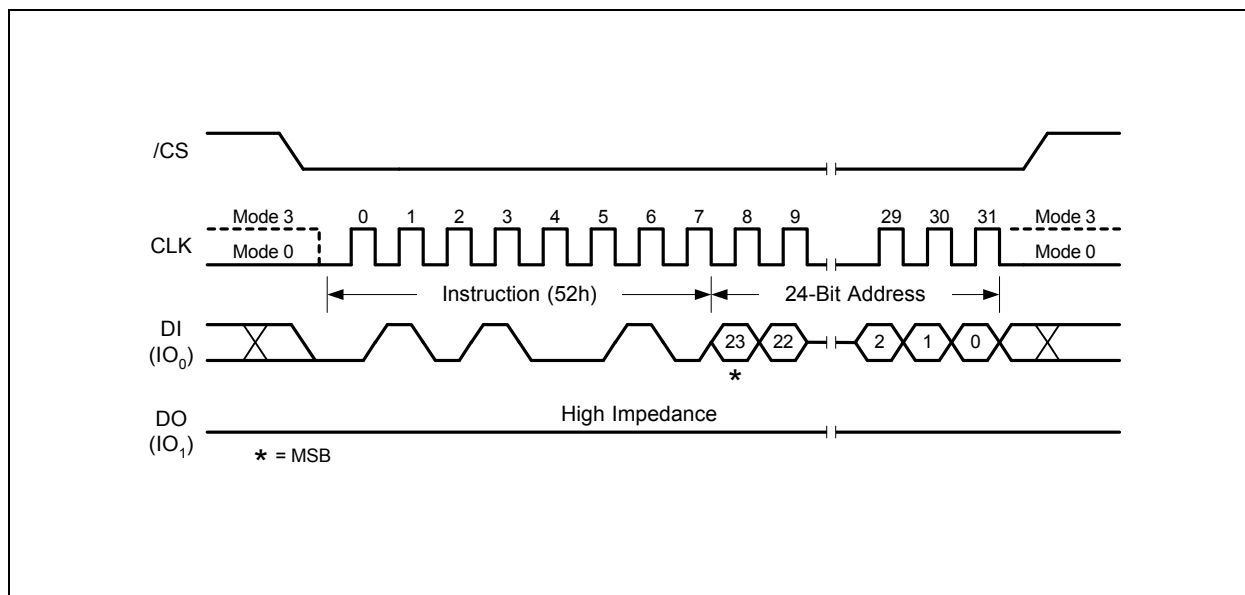 /CS
Mode 3
0 1 2 3 4 5 6 7 8 9 29 30 31
Mode 3
CLK
Mode 0
Mode 0
Instruction (52h)
24-Bit Address
DI
(IO0)
23 22 2 1 0
*
High Impedance
DO
(IO1)
* = MSB